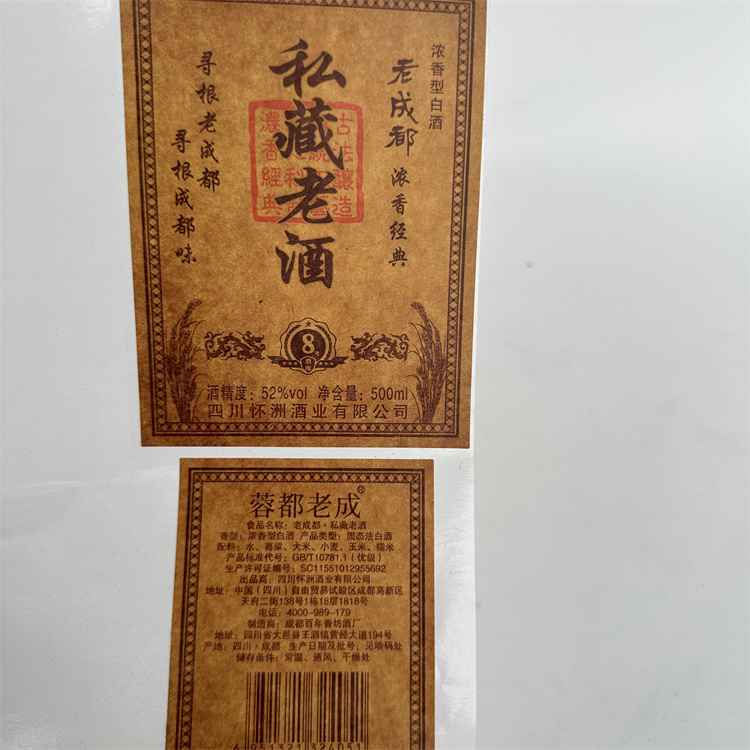 浓香型白酒
老成都 浓香经典
私藏老酒
古法釀造
濃香經典
寻根老成都
寻根成都味
8
酒精度：52%vol 净含量：500ml
四川怀洲酒业有限公司
蓉都老成®
食品名称：老成都·私藏老酒
香型：浓香型白酒 产品类型：固态法白酒
配料：水、高粱、大米、小麦、玉米、糯米
产品标准代号：GB/T10781.1（优级）
生产许可证编号：SC11551012955692
出品商：四川怀洲酒业有限公司
地址：中国（四川）自由贸易试验区成都高新区
天府二街138号1栋18层1818号
电话：4000-989-179
制造商：成都百年香坊酒厂
地址：四川省大邑县王泗镇营经大道194号
产地：四川·成都 生产日期及批号：见喷码处
储存条件：常温、通风、干燥处
6 951321 324051